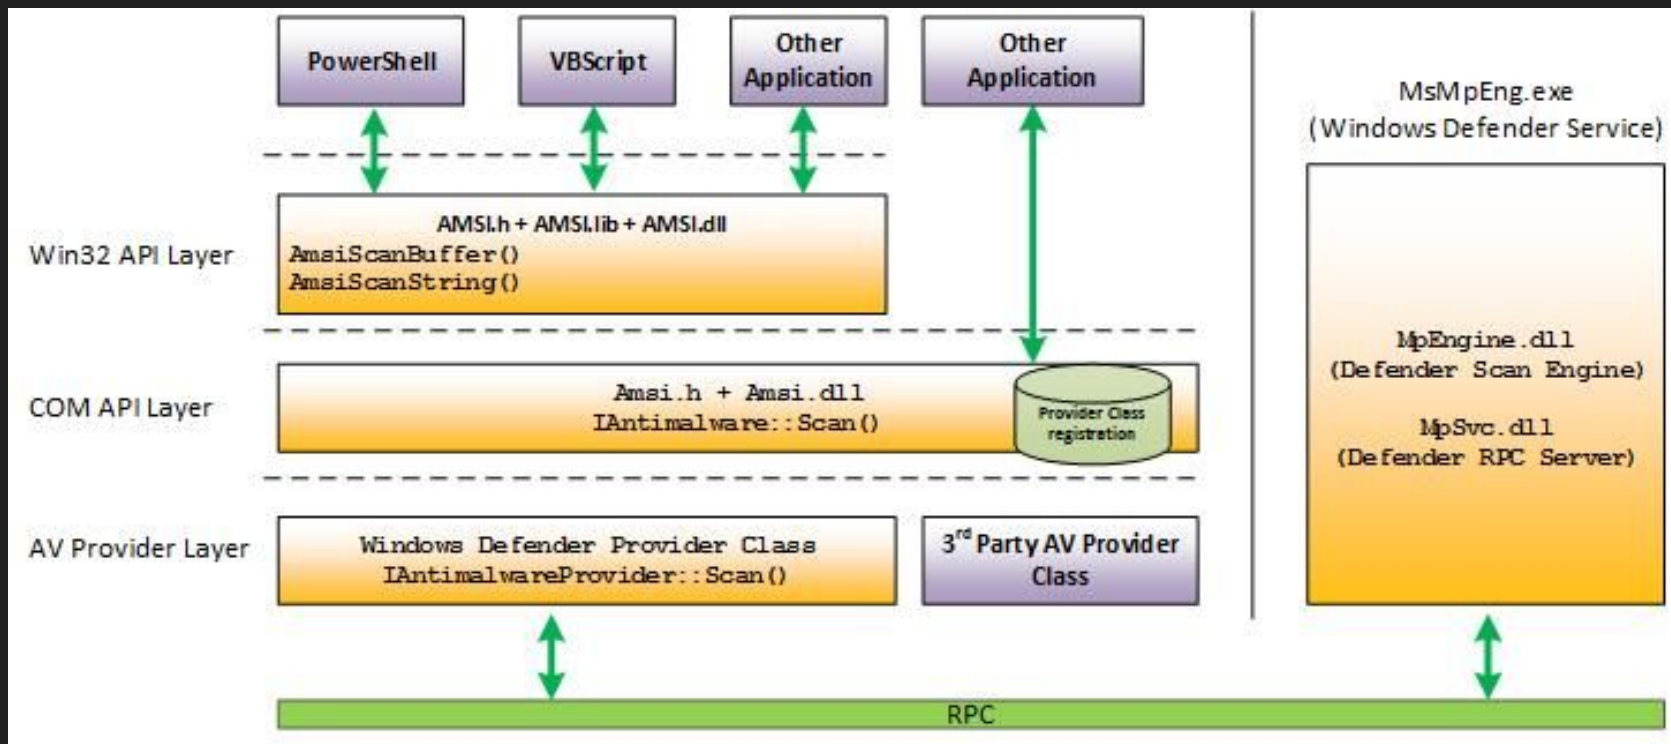 PowerShell
VBScript
Other
Application
Other
Application
MsMpEng.exe
(Windows Defender Service)
Win32 API Layer
AMSI.h + AMSI.lib + AMSI.dll
AmsiScanBuffer()
AmsiScanString()
COM API Layer
Amsi.h + Amsi.dll
IAntimalware::Scan()
Provider Class
registration
MpEngine.dll
(Defender Scan Engine)
MpSvc.dll
(Defender RPC Server)
AV Provider Layer
Windows Defender Provider Class
IAntimalwareProvider::Scan()
3rd Party AV Provider
Class
RPC